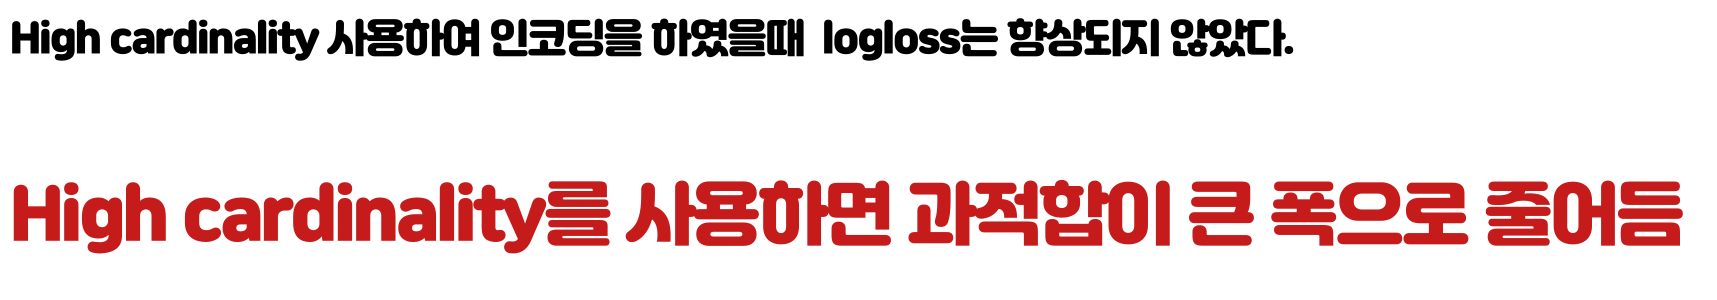 High cardinality 사용하여 인코딩을 하였을때 logloss는 향상되지 않았다.
High cardinality를 사용하면 과적합이 큰 폭으로 줄어듬